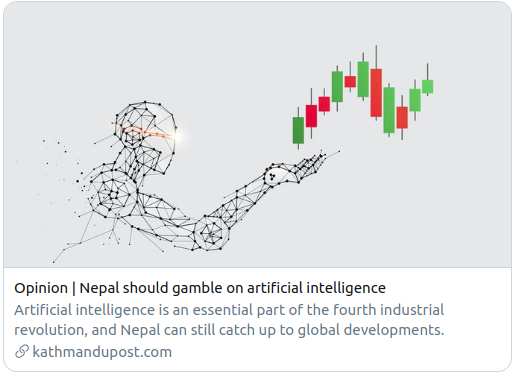 Opinion | Nepal should gamble on artificial intelligence
Artificial intelligence is an essential part of the fourth industrial
revolution, and Nepal can still catch up to global developments.
kathmandupost.com